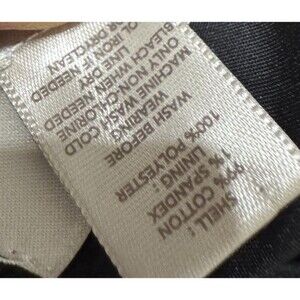 SHELL:
99% COTTON
1% SPANDEX
LINING:
100% POLYESTER
WASH BEFORE
WEARING
MACHINE WASH COLD
ONLY NON-CHLORINE
BLEACH WHEN NEEDED
LINE DRY
IRON IF NEEDED
DRY CLEAN